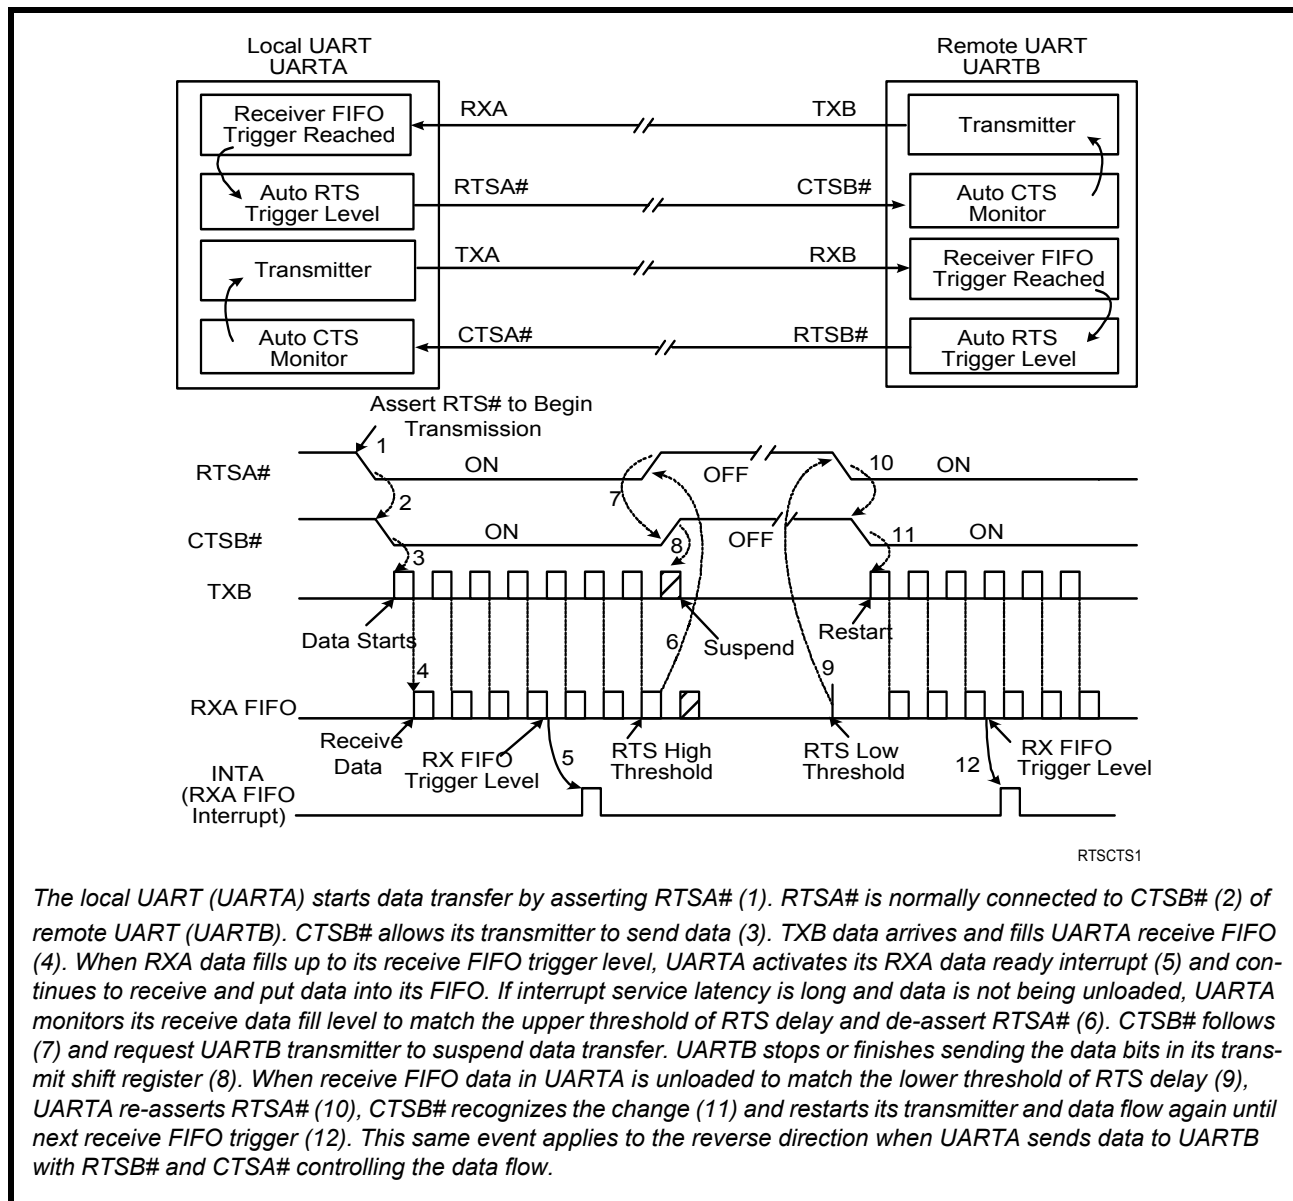 Local UART
UARTA
Remote UART
UARTB
Receiver FIFO
Trigger Reached
RXA
TXB
Transmitter
Auto RTS
Trigger Level
RTSA#
CTSB#
Auto CTS
Monitor
Transmitter
TXA
RXB
Receiver FIFO
Trigger Reached
Auto CTS
Monitor
CTSA#
RTSB#
Auto RTS
Trigger Level
Assert RTS# to Begin
Transmission
1
RTSA#
ON
7
OFF
10
ON
2
CTSB#
ON
8
OFF
11
ON
3
TXB
Data Starts
6
Suspend
Restart
4
9
RXA FIFO
Receive
Data
RX FIFO
Trigger Level
5
RTS High
Threshold
RTS Low
Threshold
12
RX FIFO
Trigger Level
INTA
(RXA FIFO
Interrupt)
RTSCTS1
The local UART (UARTA) starts data transfer by asserting RTSA# (1). RTSA# is normally connected to CTSB# (2) of
remote UART (UARTB). CTSB# allows its transmitter to send data (3). TXB data arrives and fills UARTA receive FIFO
(4). When RXA data fills up to its receive FIFO trigger level, UARTA activates its RXA data ready interrupt (5) and con-
tinues to receive and put data into its FIFO. If interrupt service latency is long and data is not being unloaded, UARTA
monitors its receive data fill level to match the upper threshold of RTS delay and de-assert RTSA# (6). CTSB# follows
(7) and request UARTB transmitter to suspend data transfer. UARTB stops or finishes sending the data bits in its trans-
mit shift register (8). When receive FIFO data in UARTA is unloaded to match the lower threshold of RTS delay (9),
UARTA re-asserts RTSA# (10), CTSB# recognizes the change (11) and restarts its transmitter and data flow again until
next receive FIFO trigger (12). This same event applies to the reverse direction when UARTA sends data to UARTB
with RTSB# and CTSA# controlling the data flow.